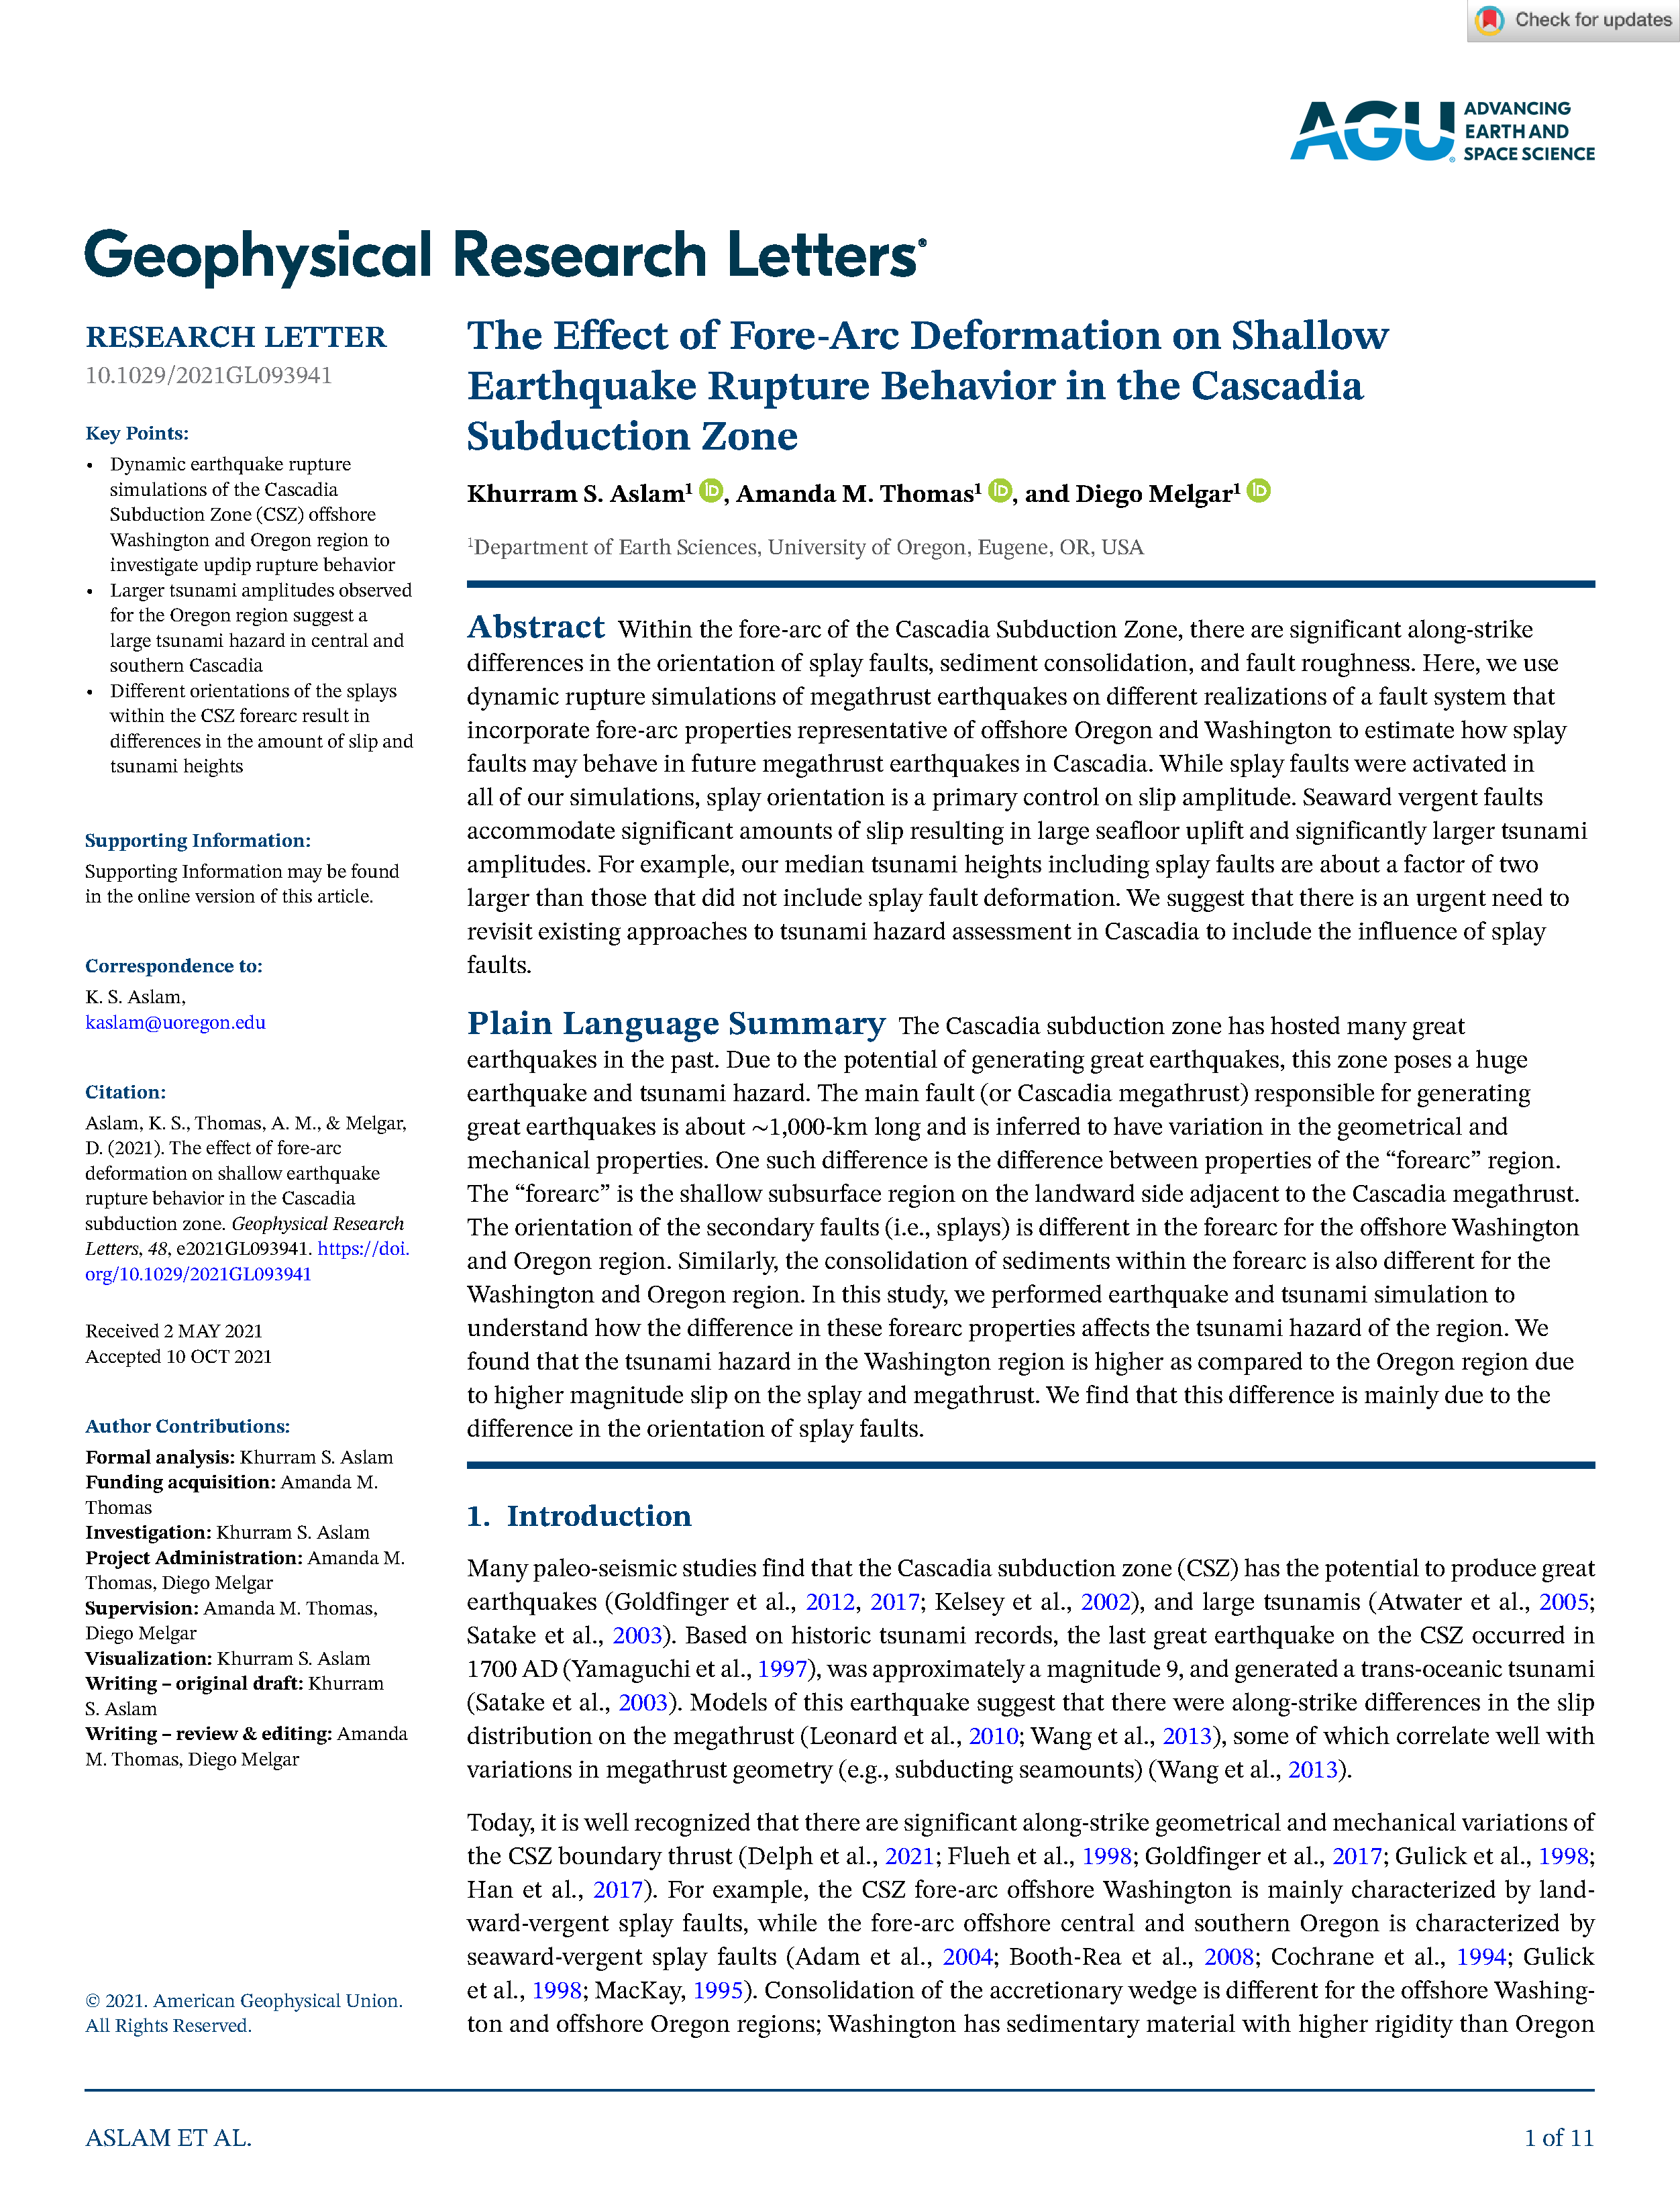 Check for updates
AGU ADVANCING
EARTH AND
SPACE SCIENCE
Geophysical Research Letters®
RESEARCH LETTER
10.1029/2021GL093941
Key Points:
• Dynamic earthquake rupture
simulations of the Cascadia
Subduction Zone (CSZ) offshore
Washington and Oregon region to
investigate updip rupture behavior
• Larger tsunami amplitudes observed
for the Oregon region suggest a
large tsunami hazard in central and
southern Cascadia
• Different orientations of the splays
within the CSZ forearc result in
differences in the amount of slip and
tsunami heights
Supporting Information:
Supporting Information may be found
in the online version of this article.
Correspondence to:
K. S. Aslam,
kaslam@uoregon.edu
Citation:
Aslam, K. S., Thomas, A. M., & Melgar,
D. (2021). The effect of fore-arc
deformation on shallow earthquake
rupture behavior in the Cascadia
subduction zone. Geophysical Research
Letters, 48, e2021GL093941. https://doi.
org/10.1029/2021GL093941
Received 2 MAY 2021
Accepted 10 OCT 2021
Author Contributions:
Formal analysis: Khurram S. Aslam
Funding acquisition: Amanda M.
Thomas
Investigation: Khurram S. Aslam
Project Administration: Amanda M.
Thomas, Diego Melgar
Supervision: Amanda M. Thomas,
Diego Melgar
Visualization: Khurram S. Aslam
Writing – original draft: Khurram
S. Aslam
Writing – review & editing: Amanda
M. Thomas, Diego Melgar
© 2021. American Geophysical Union.
All Rights Reserved.
The Effect of Fore-Arc Deformation on Shallow
Earthquake Rupture Behavior in the Cascadia
Subduction Zone
Khurram S. Aslam¹ iD, Amanda M. Thomas¹ iD, and Diego Melgar¹ iD
¹Department of Earth Sciences, University of Oregon, Eugene, OR, USA
Abstract Within the fore-arc of the Cascadia Subduction Zone, there are significant along-strike
differences in the orientation of splay faults, sediment consolidation, and fault roughness. Here, we use
dynamic rupture simulations of megathrust earthquakes on different realizations of a fault system that
incorporate fore-arc properties representative of offshore Oregon and Washington to estimate how splay
faults may behave in future megathrust earthquakes in Cascadia. While splay faults were activated in
all of our simulations, splay orientation is a primary control on slip amplitude. Seaward vergent faults
accommodate significant amounts of slip resulting in large seafloor uplift and significantly larger tsunami
amplitudes. For example, our median tsunami heights including splay faults are about a factor of two
larger than those that did not include splay fault deformation. We suggest that there is an urgent need to
revisit existing approaches to tsunami hazard assessment in Cascadia to include the influence of splay
faults.
Plain Language Summary The Cascadia subduction zone has hosted many great
earthquakes in the past. Due to the potential of generating great earthquakes, this zone poses a huge
earthquake and tsunami hazard. The main fault (or Cascadia megathrust) responsible for generating
great earthquakes is about ~1,000-km long and is inferred to have variation in the geometrical and
mechanical properties. One such difference is the difference between properties of the “forearc” region.
The “forearc” is the shallow subsurface region on the landward side adjacent to the Cascadia megathrust.
The orientation of the secondary faults (i.e., splays) is different in the forearc for the offshore Washington
and Oregon region. Similarly, the consolidation of sediments within the forearc is also different for the
Washington and Oregon region. In this study, we performed earthquake and tsunami simulation to
understand how the difference in these forearc properties affects the tsunami hazard of the region. We
found that the tsunami hazard in the Washington region is higher as compared to the Oregon region due
to higher magnitude slip on the splay and megathrust. We find that this difference is mainly due to the
difference in the orientation of splay faults.
1. Introduction
Many paleo-seismic studies find that the Cascadia subduction zone (CSZ) has the potential to produce great
earthquakes (Goldfinger et al., 2012, 2017; Kelsey et al., 2002), and large tsunamis (Atwater et al., 2005;
Satake et al., 2003). Based on historic tsunami records, the last great earthquake on the CSZ occurred in
1700 AD (Yamaguchi et al., 1997), was approximately a magnitude 9, and generated a trans-oceanic tsunami
(Satake et al., 2003). Models of this earthquake suggest that there were along-strike differences in the slip
distribution on the megathrust (Leonard et al., 2010; Wang et al., 2013), some of which correlate well with
variations in megathrust geometry (e.g., subducting seamounts) (Wang et al., 2013).
Today, it is well recognized that there are significant along-strike geometrical and mechanical variations of
the CSZ boundary thrust (Delph et al., 2021; Flueh et al., 1998; Goldfinger et al., 2017; Gulick et al., 1998;
Han et al., 2017). For example, the CSZ fore-arc offshore Washington is mainly characterized by land-
ward-vergent splay faults, while the fore-arc offshore central and southern Oregon is characterized by
seaward-vergent splay faults (Adam et al., 2004; Booth-Rea et al., 2008; Cochrane et al., 1994; Gulick
et al., 1998; MacKay, 1995). Consolidation of the accretionary wedge is different for the offshore Washing-
ton and offshore Oregon regions; Washington has sedimentary material with higher rigidity than Oregon
ASLAM ET AL.
1 of 11